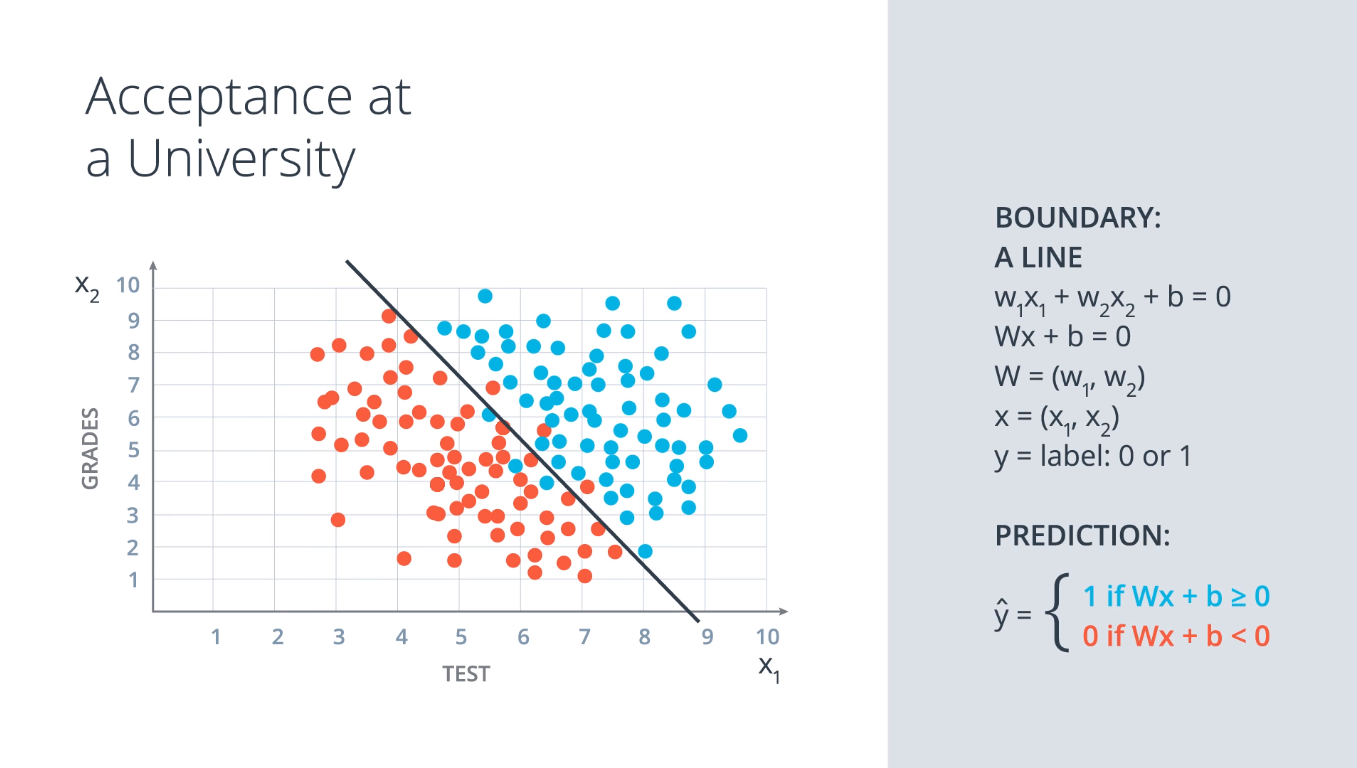 Acceptance at
a University
x₂
10
9
8
7
6
5
4
3
2
1
GRADES
1 2 3 4 5 6 7 8 9 10
TEST
x₁
BOUNDARY:
A LINE
w₁x₁ + w₂x₂ + b = 0
Wx + b = 0
W = (w₁, w₂)
x = (x₁, x₂)
y = label: 0 or 1
PREDICTION:
ŷ = {
1 if Wx + b ≥ 0
0 if Wx + b < 0